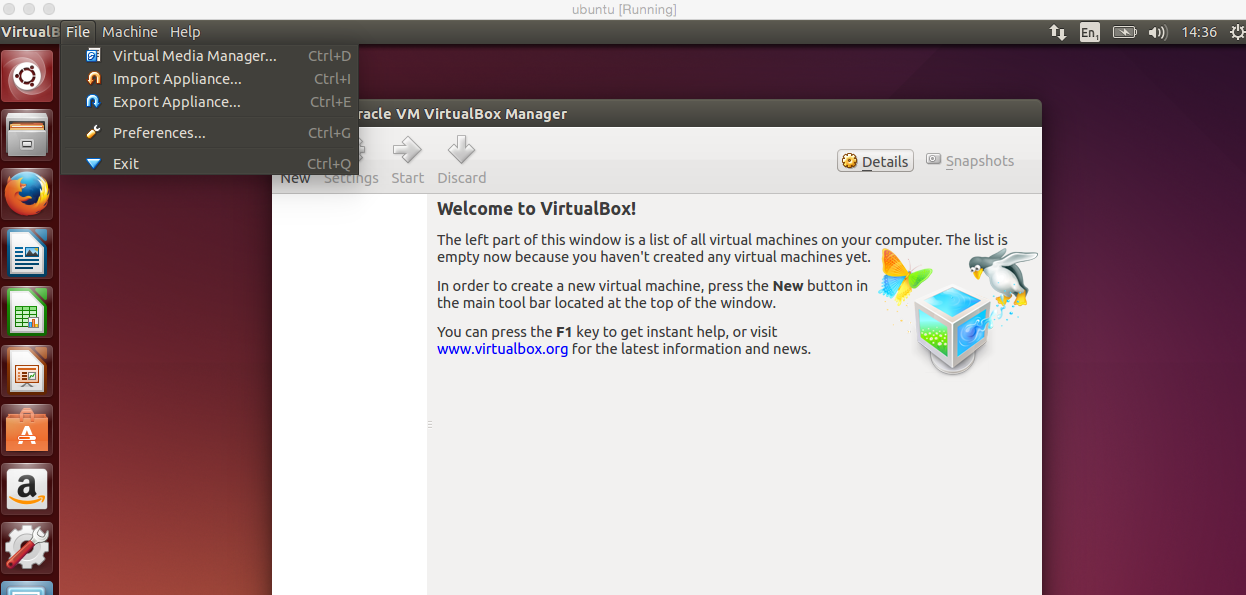 ubuntu [Running]
VirtualB File Machine Help En1 14:36
Virtual Media Manager... Ctrl+D
Import Appliance... Ctrl+I
Export Appliance... Ctrl+E
Preferences... Ctrl+G
Exit Ctrl+Q
racle VM VirtualBox Manager
New Settings Start Discard Details Snapshots
Welcome to VirtualBox!
The left part of this window is a list of all virtual machines on your computer. The list is
empty now because you haven't created any virtual machines yet.
In order to create a new virtual machine, press the New button in
the main tool bar located at the top of the window.
You can press the F1 key to get instant help, or visit
www.virtualbox.org for the latest information and news.
a